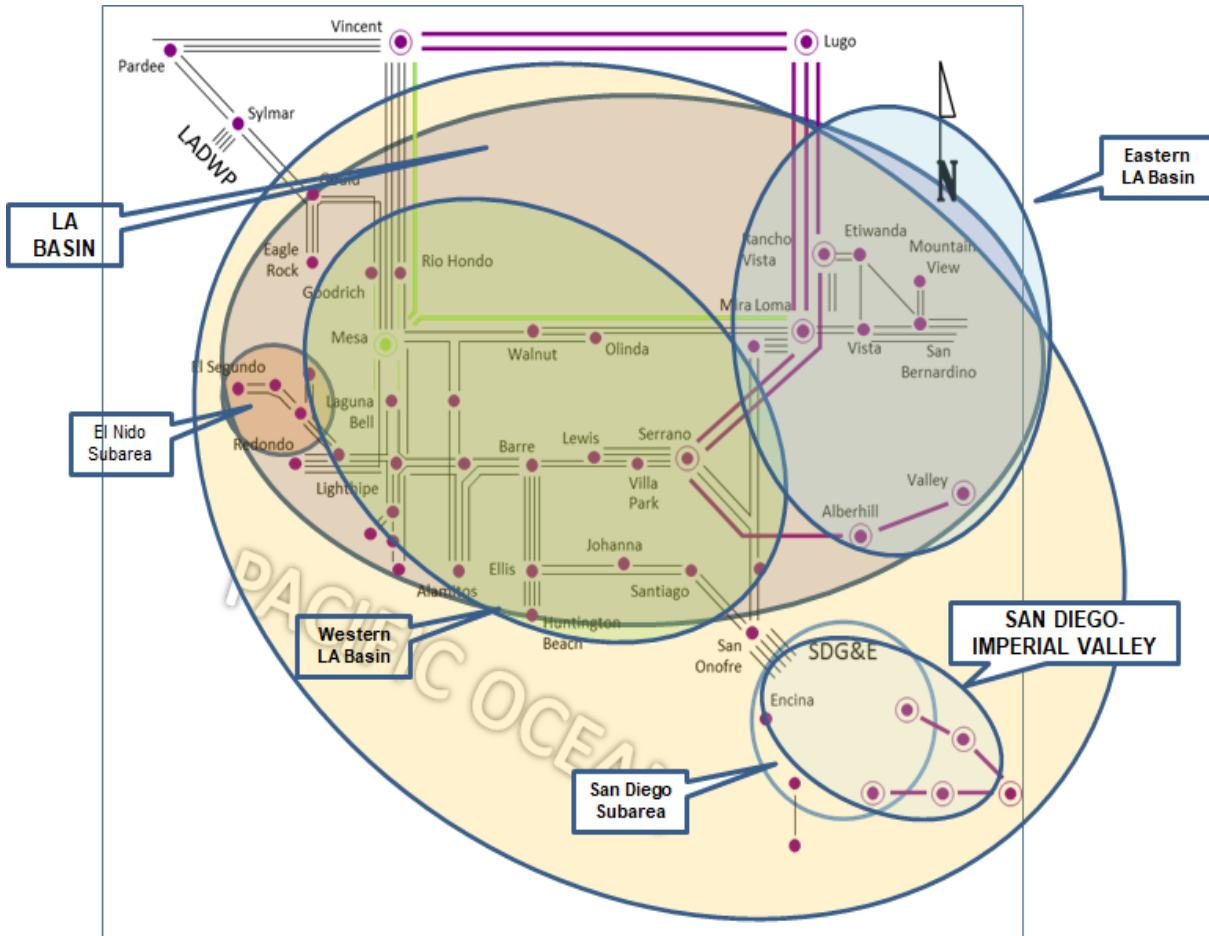 Vincent
Lugo
Pardee
Sylmar
LADWP
N
Eastern
LA Basin
Gould
LA
BASIN
Eagle
Rock
Goodrich
Rio Hondo
Rancho
Vista
Etiwanda
Mountain
View
Mira Loma
Mesa
Walnut
Olinda
Vista
San
Bernardino
El Segundo
El Nido
Subarea
Laguna
Bell
Redondo
Lighthipe
Barre
Lewis
Serrano
Villa
Park
Valley
Alberhill
Johanna
Ellis
Santiago
Alamitos
Huntington
Beach
PACIFIC OCEAN
Western
LA Basin
San
Onofre
SDG&E
SAN DIEGO-
IMPERIAL VALLEY
Encina
San Diego
Subarea